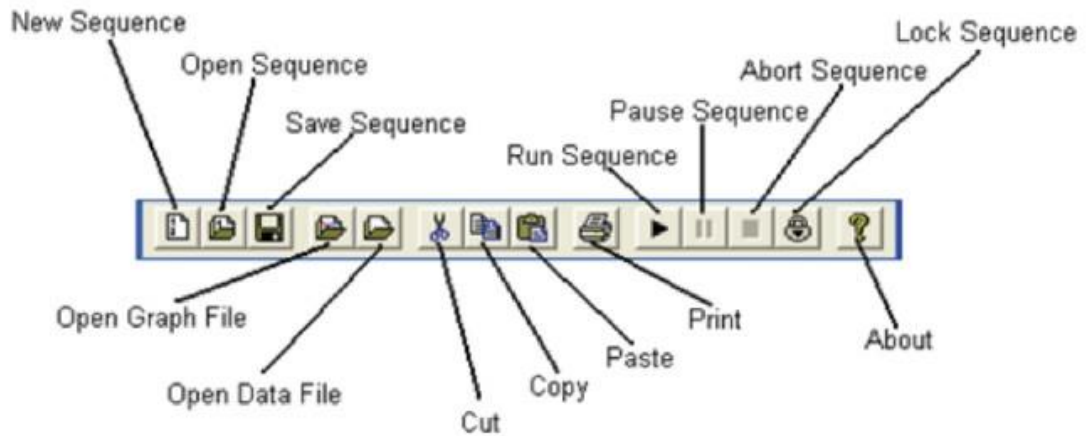 New Sequence
Lock Sequence
Open Sequence
Abort Sequence
Pause Sequence
Save Sequence
Run Sequence
Open Graph File
Print
About
Paste
Open Data File
Copy
Cut